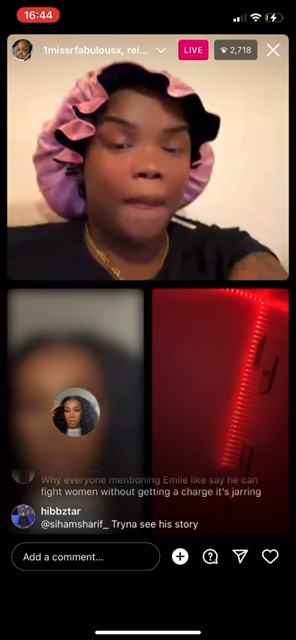 16:44
1missrfabulousx, rei...
LIVE
2,718
Why everyone mentioning Emile like say he can
fight women without getting a charge it's jarring
hibbztar
@sihamsharif_ Tryna see his story
Add a comment...